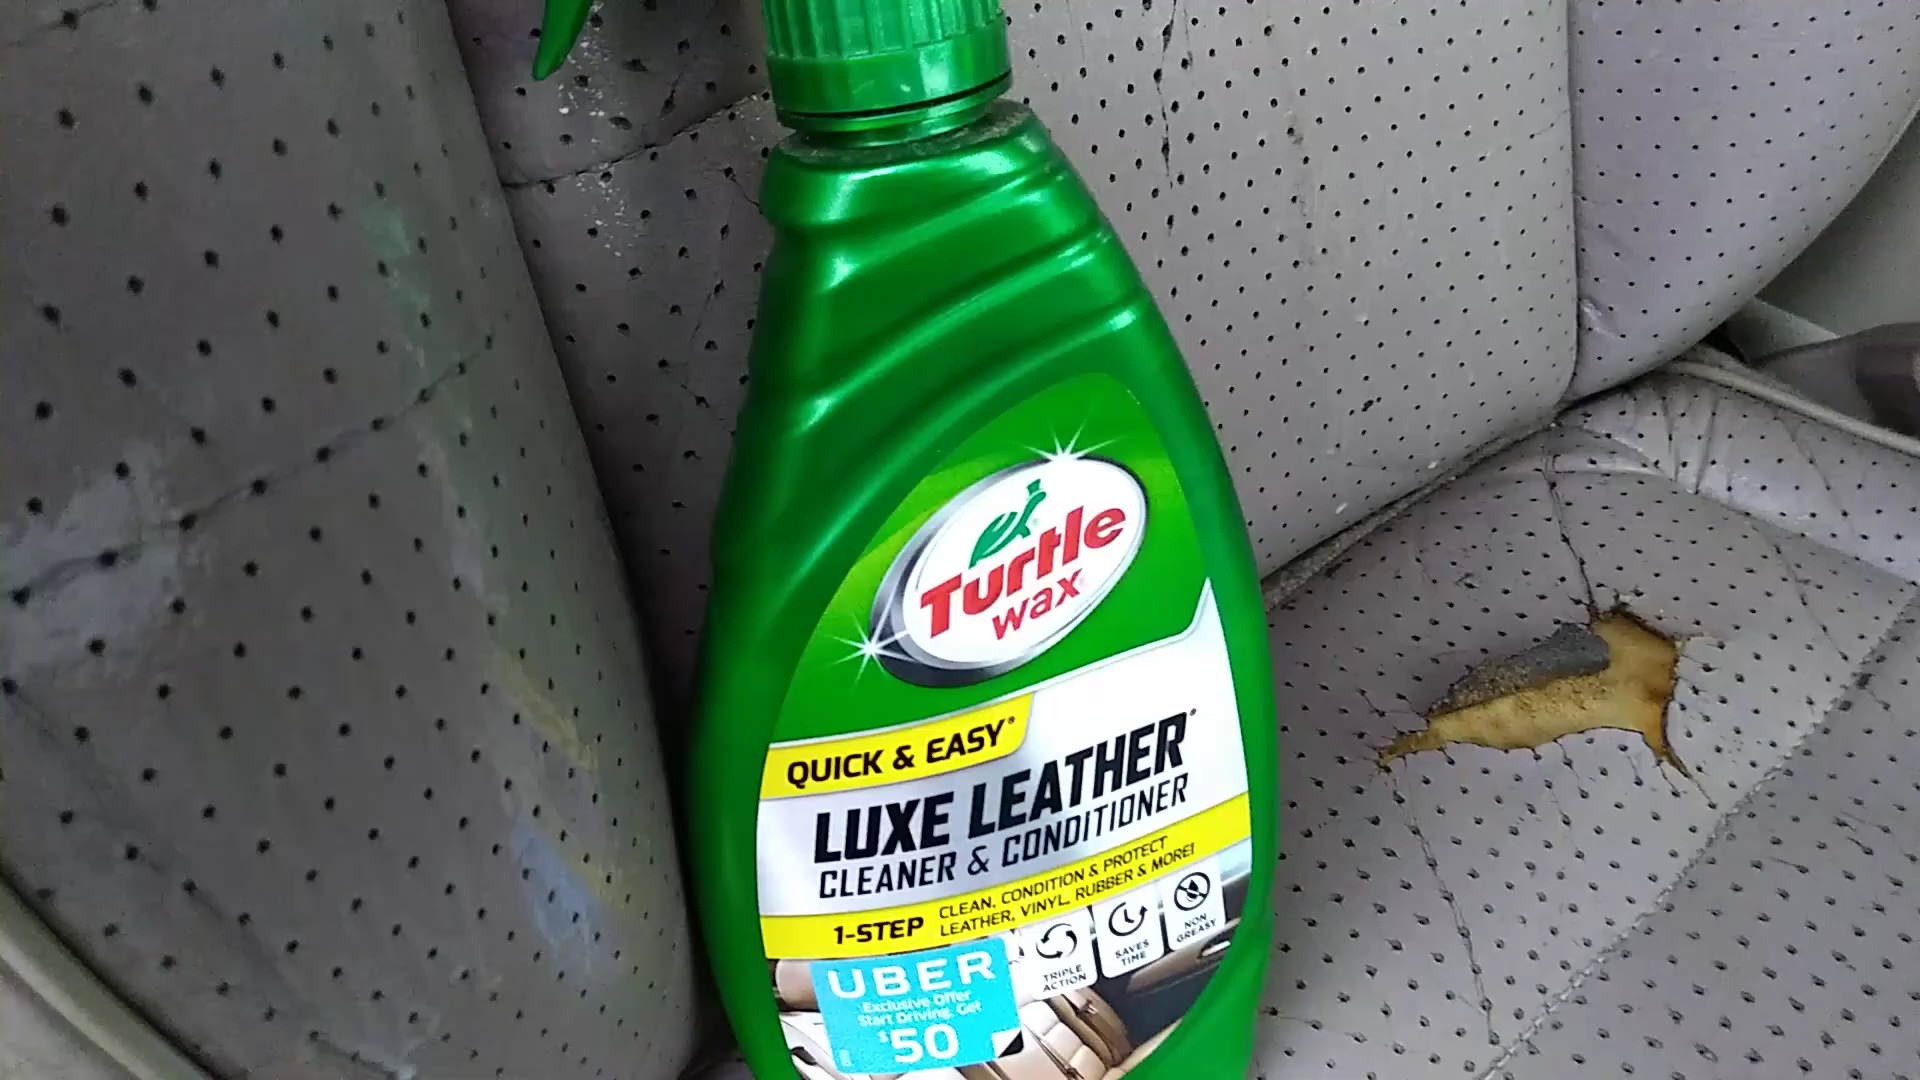 Turtle
wax
QUICK & EASY®
LUXE LEATHER®
CLEANER & CONDITIONER
1-STEP
CLEAN, CONDITION & PROTECT
LEATHER, VINYL, RUBBER & MORE!
TRIPLE
ACTION
SAVES
TIME
NON
GREASY
UBER
Exclusive Offer
Start Driving, Get
$50